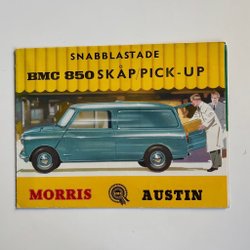 SNABBLASTADE
BMC 850 SKÅP/PICK-UP
MORRIS AUSTIN